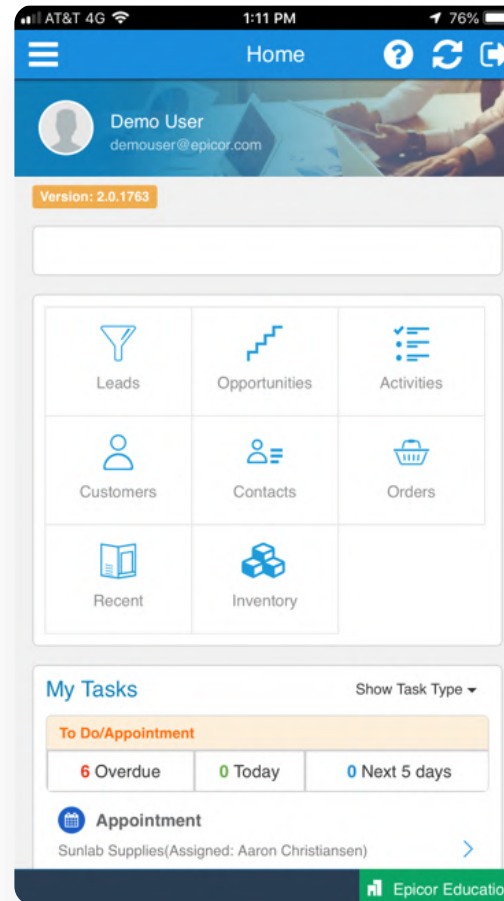 AT&T 4G 1:11 PM 76%
Home
Demo User
demouser@epicor.com
Version: 2.0.1763
Leads Opportunities Activities
Customers Contacts Orders
Recent Inventory
My Tasks Show Task Type
To Do/Appointment
6 Overdue 0 Today 0 Next 5 days
Appointment
Sunlab Supplies(Assigned: Aaron Christiansen)
Epicor Educatio